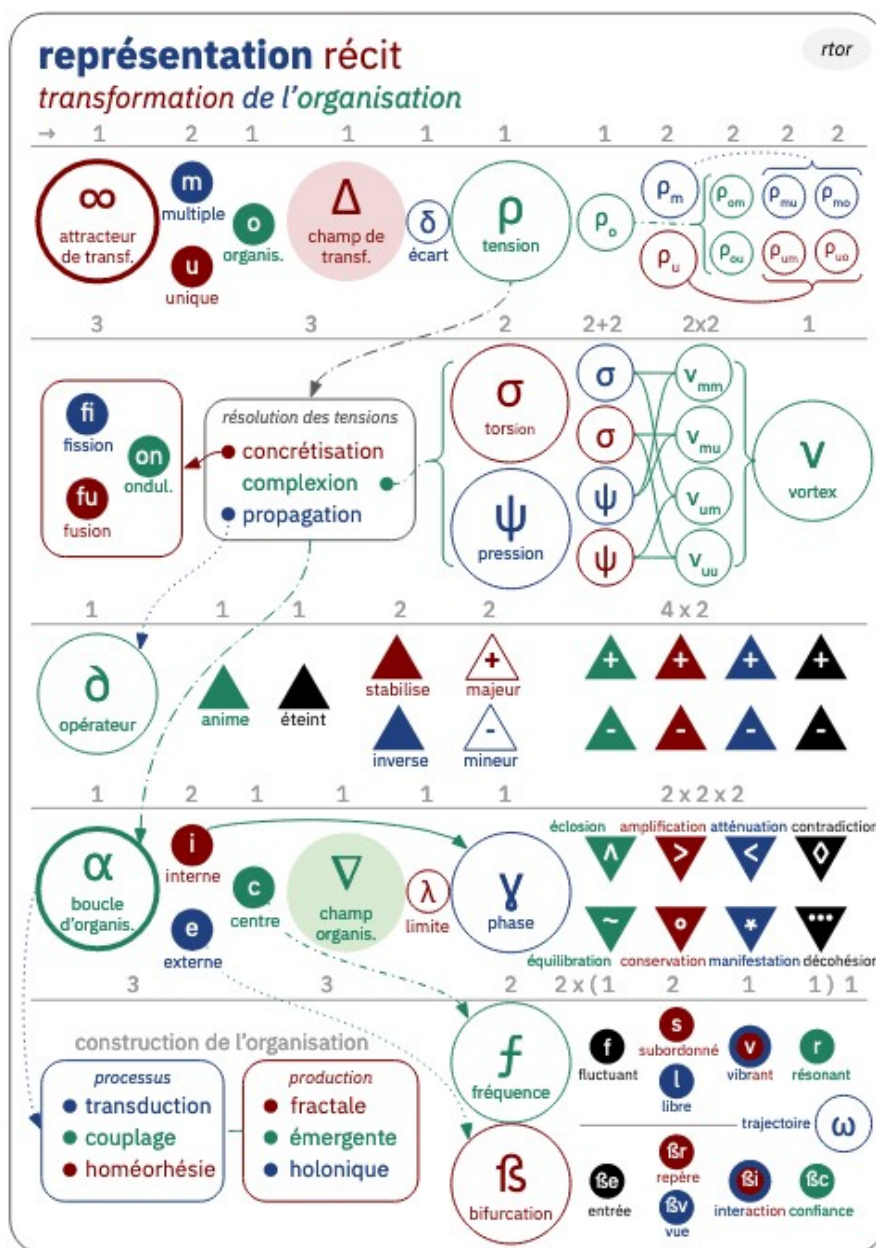 représentation récit
rtor
transformation de l'organisation
→ 1 2 1 1 1 1 1 2 2 2 2
∞ attracteur de transf.
m multiple
u unique
o organis.
Δ champ de transf.
δ écart
ρ tension
ρo
ρm
ρu
ρom ρmu ρmo
ρou ρum ρuo
3 3 2 2+2 2x2 1
fi fission
on ondul.
fu fusion
résolution des tensions
concrétisation
complexion
propagation
σ torsion
ψ pression
σ
σ
ψ
ψ
νmm
νmu
νum
νuu
ν vortex
1 1 1 2 2 4 x 2
∂ opérateur
anime
éteint
stabilise
inverse
+ majeur
- mineur
+ + + +
- - - -
1 2 1 1 1 1 2 x 2 x 2
α boucle d'organis.
i interne
e externe
c centre
∇ champ organis.
λ limite
γ phase
éclosion amplification atténuation contradiction
ʌ > < ◊
~ ° * •••
équilibration conservation manifestation décohésion
3 3 2 2 x ( 1 2 1 1 ) 1
construction de l'organisation
processus
transduction
couplage
homéorhésie
production
fractale
émergente
holonique
ƒ fréquence
f fluctuant
s subordonné
l libre
v vibrant
r résonant
trajectoire ω
ß bifurcation
ße entrée
ßr repère
ßv vue
ßi interaction
ßc confiance